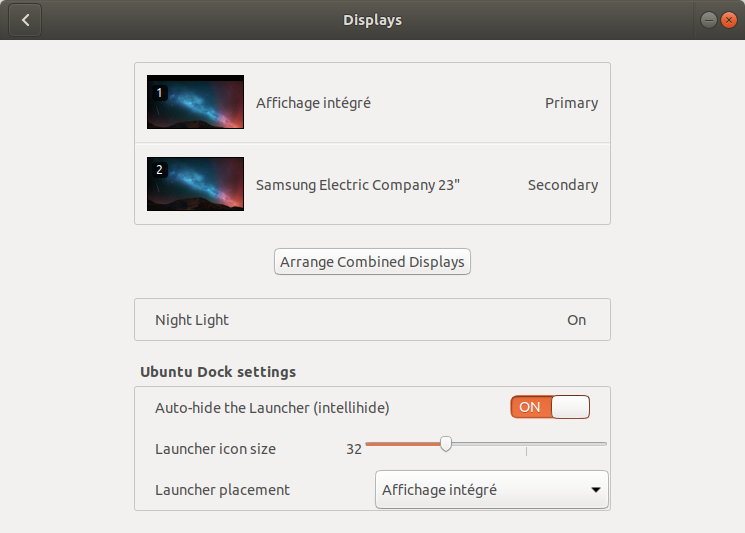 Displays
1
Affichage intégré Primary
2
Samsung Electric Company 23" Secondary
Arrange Combined Displays
Night Light On
Ubuntu Dock settings
Auto-hide the Launcher (intellihide) ON
Launcher icon size 32
Launcher placement Affichage intégré